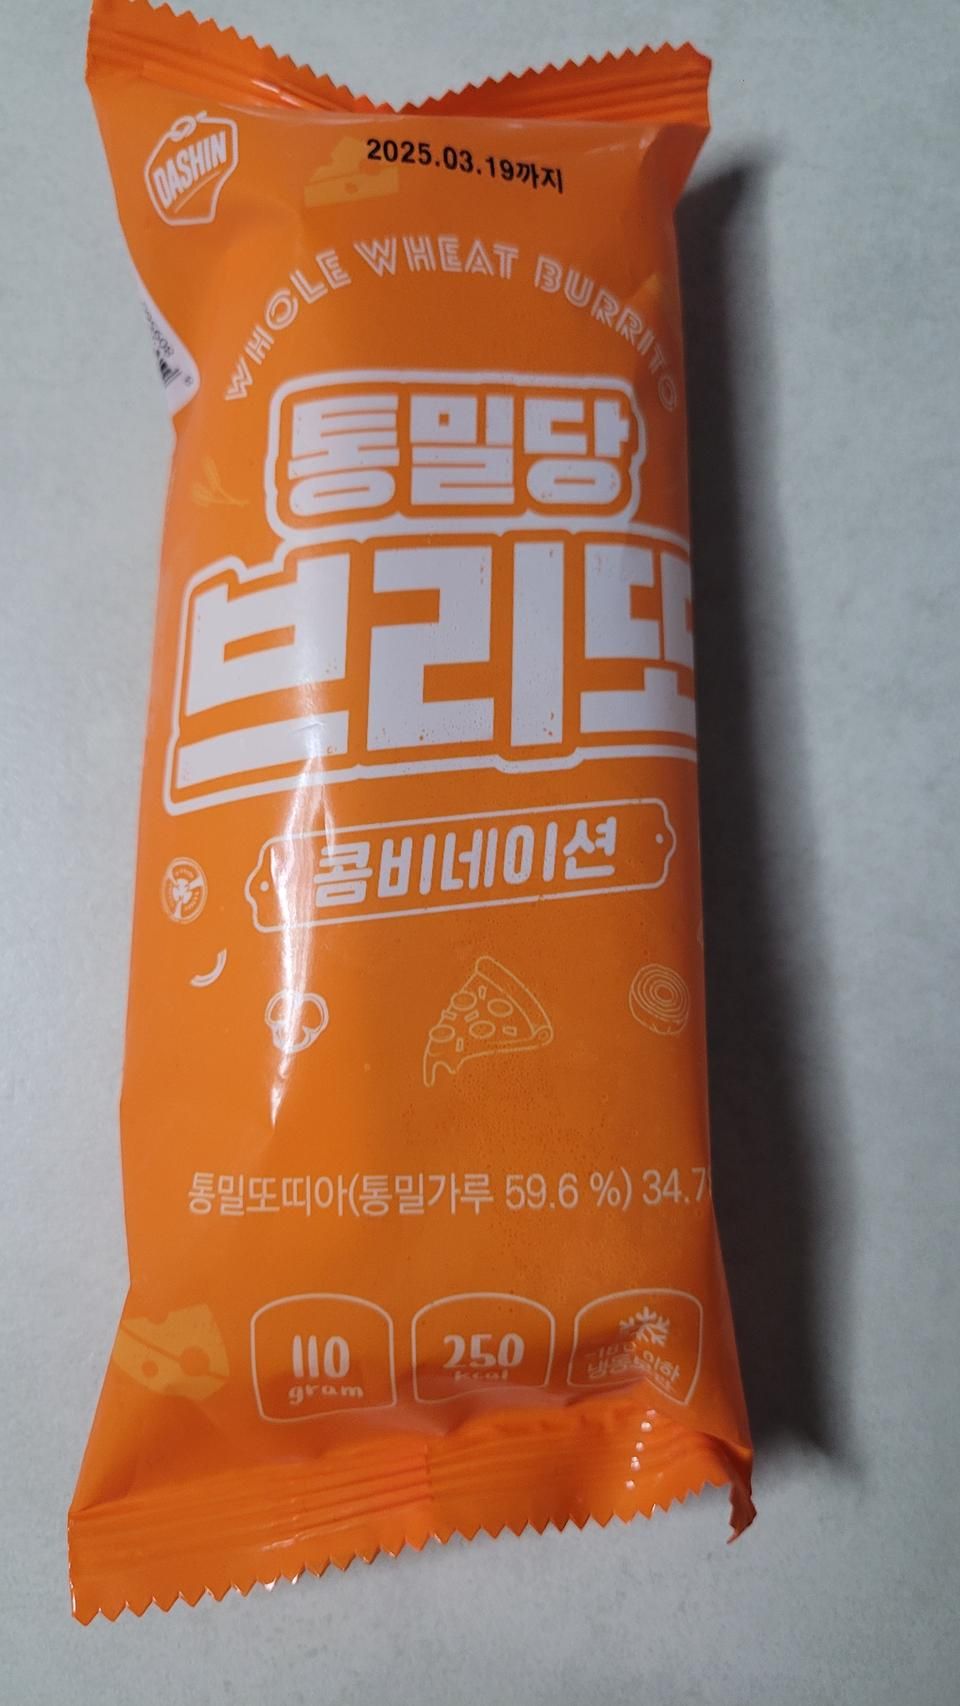 DASHIN
2025.03.19까지
WHOLE WHEAT BURRITO
통밀당
브리또
콤비네이션
통밀또띠아(통밀가루 59.6 %) 34.7
110
gram
250
kcal